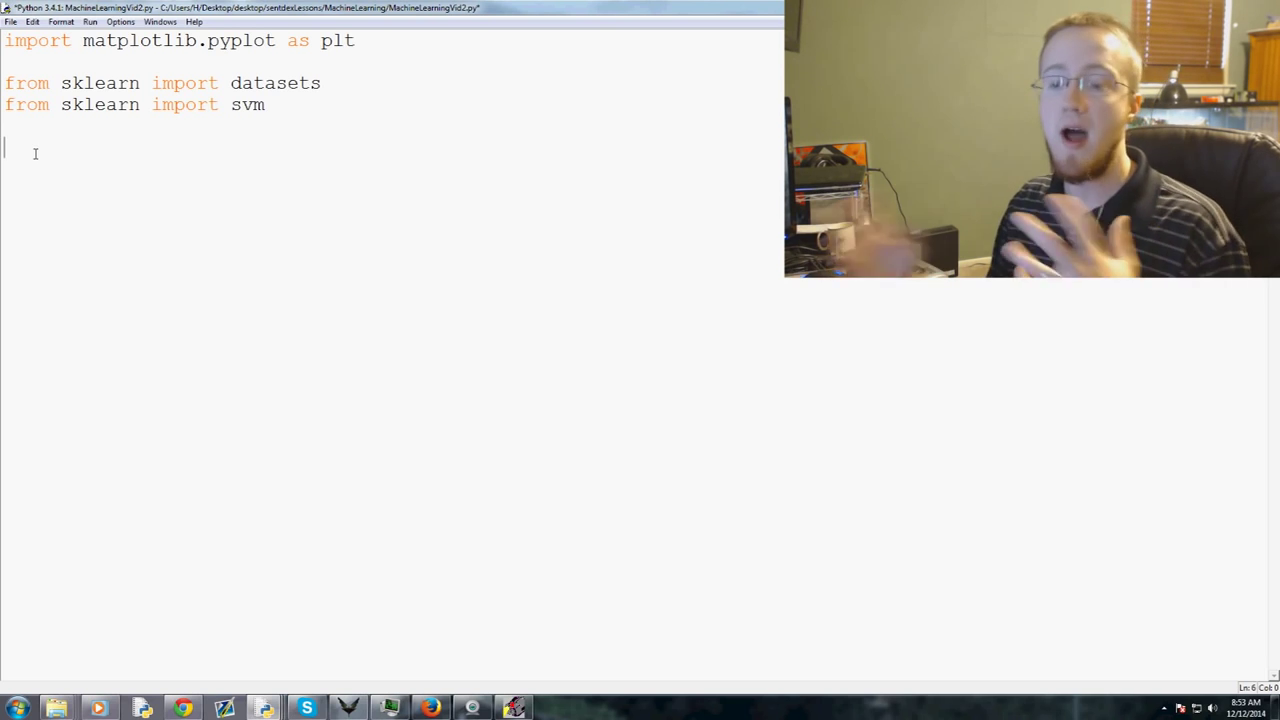 *Python 3.4.1: MachineLearningVid2.py - C:/Users/H/Desktop/desktop/sentdexLessons/MachineLearning/MachineLearningVid2.py*
File Edit Format Run Options Windows Help
import matplotlib.pyplot as plt
from sklearn import datasets
from sklearn import svm
Ln: 6 Col: 0
8:53 AM
12/12/2014